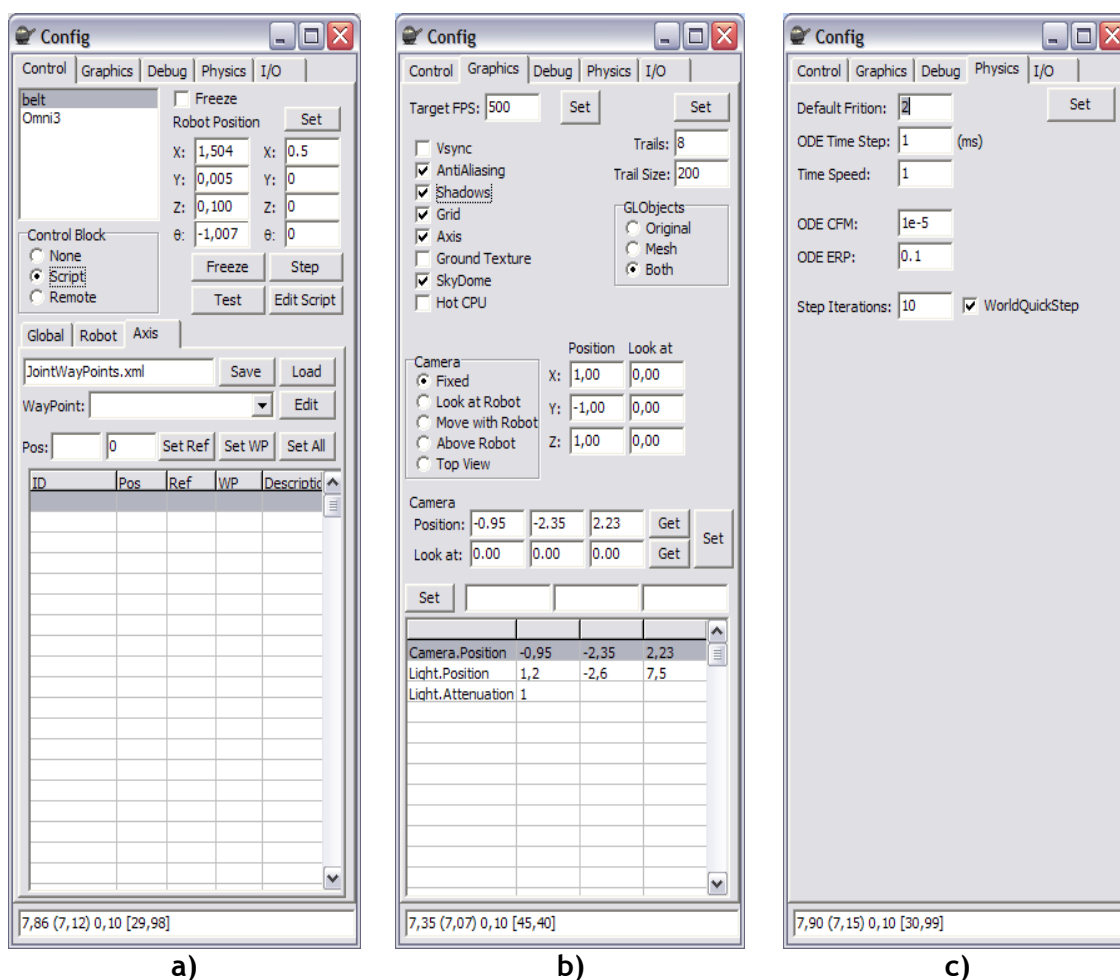 Config
Control Graphics Debug Physics I/O
belt
Omni3
Freeze
Robot Position Set
X: 1,504 X: 0.5
Y: 0,005 Y: 0
Z: 0,100 Z: 0
θ: -1,007 θ: 0
Control Block
None
Script
Remote
Freeze Step
Test Edit Script
Global Robot Axis
JointWayPoints.xml Save Load
WayPoint: Edit
Pos: 0 Set Ref Set WP Set All
ID Pos Ref WP Descriptic
7,86 (7,12) 0,10 [29,98]
a)
Config
Control Graphics Debug Physics I/O
Target FPS: 500 Set Set
Trails: 8
Trail Size: 200
Vsync
AntiAliasing
Shadows
Grid
Axis
Ground Texture
SkyDome
Hot CPU
GLObjects
Original
Mesh
Both
Camera
Fixed
Look at Robot
Move with Robot
Above Robot
Top View
Position Look at
X: 1,00 0,00
Y: -1,00 0,00
Z: 1,00 0,00
Camera
Position: -0.95 -2.35 2.23 Get
Look at: 0.00 0.00 0.00 Get
Set
Set
Camera.Position -0,95 -2,35 2,23
Light.Position 1,2 -2,6 7,5
Light.Attenuation 1
7,35 (7,07) 0,10 [45,40]
b)
Config
Control Graphics Debug Physics I/O
Default Frition: 2 Set
ODE Time Step: 1 (ms)
Time Speed: 1
ODE CFM: 1e-5
ODE ERP: 0.1
Step Iterations: 10 WorldQuickStep
7,90 (7,15) 0,10 [30,99]
c)